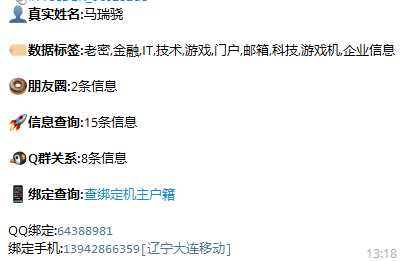 真实姓名:马瑞骁
数据标签:老密,金融,IT,技术,游戏,门户,邮箱,科技,游戏机,企业信息
朋友圈:2条信息
信息查询:15条信息
Q群关系:8条信息
绑定查询:查绑定机主户籍
QQ绑定:64388981
绑定手机:13942866359[辽宁大连移动]
13:18